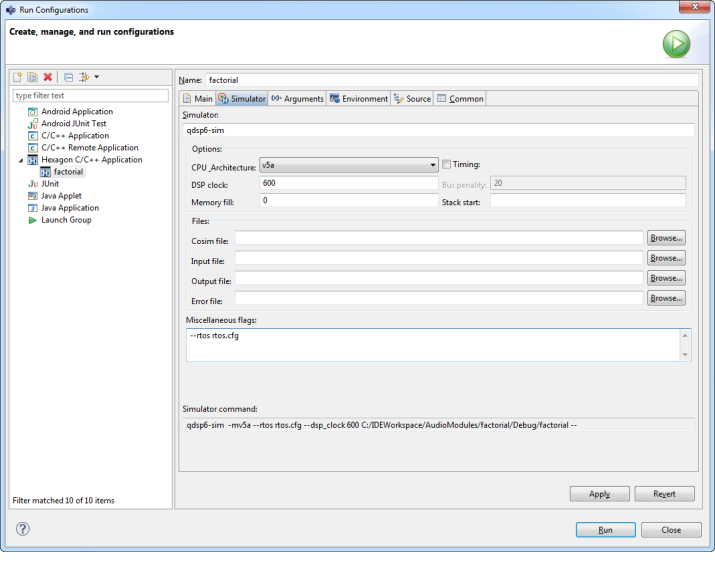 Run Configurations
Create, manage, and run configurations
type filter text
Android Application
Ju Android JUnit Test
C/C++ Application
C/C++ Remote Application
Hexagon C/C++ Application
factorial
Ju JUnit
Java Applet
Java Application
Launch Group
Filter matched 10 of 10 items
Name: factorial
Main Simulator (x)= Arguments Environment Source Common
Simulator:
qdsp6-sim
Options:
CPU_Architecture: v5a Timing:
DSP clock: 600 Bus penality: 20
Memory fill: 0 Stack start:
Files:
Cosim file: Browse...
Input file: Browse...
Output file: Browse...
Error file: Browse...
Miscellaneous flags:
--rtos rtos.cfg
Simulator command:
qdsp6-sim -mv5a --rtos rtos.cfg --dsp_clock 600 C:/IDEWorkspace/AudioModules/factorial/Debug/factorial --
Apply Revert
? Run Close